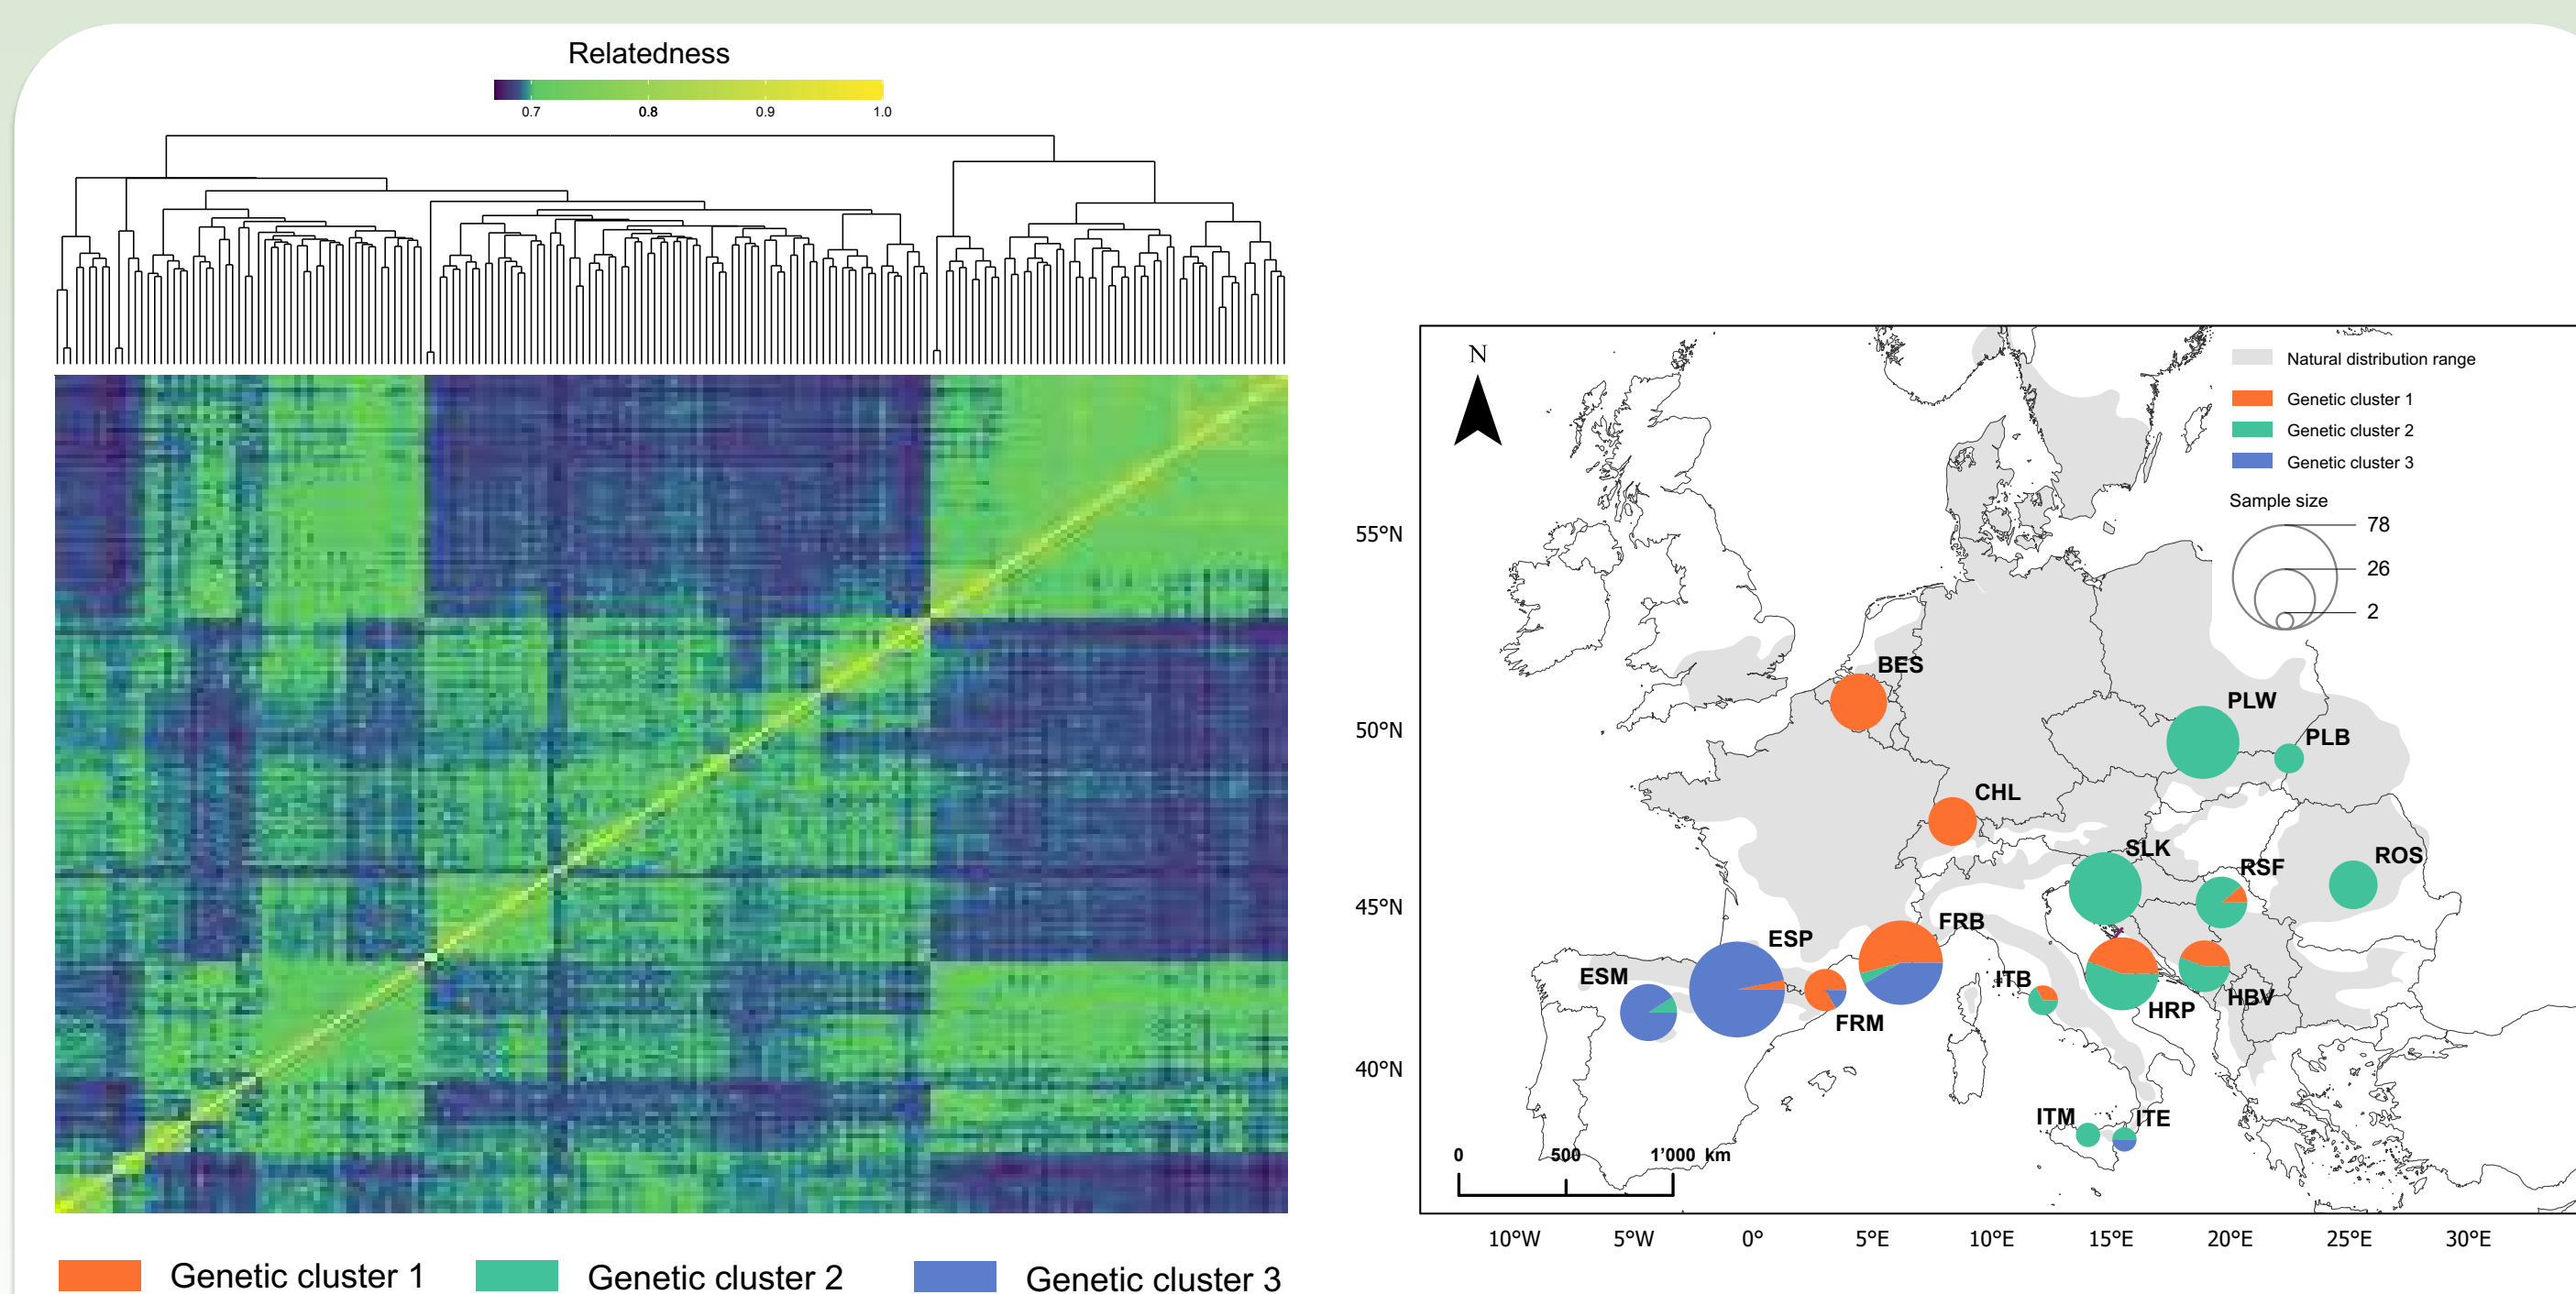 Relatedness
0.7 0.8 0.9 1.0
Genetic cluster 1 Genetic cluster 2 Genetic cluster 3
N
Natural distribution range
Genetic cluster 1
Genetic cluster 2
Genetic cluster 3
Sample size
78
26
2
55°N
50°N
45°N
40°N
BES
PLW
PLB
CHL
SLK
RSF
ROS
FRB
ESP
ESM
ITB
FRM
HRP
HBV
ITM
ITE
0 500 1’000 km
10°W 5°W 0° 5°E 10°E 15°E 20°E 25°E 30°E